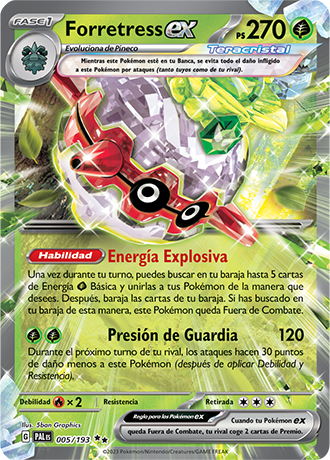 FASE 1
Forretress ex
PS 270
Evoluciona de Pineco
Teracristal
Mientras este Pokémon esté en tu Banca, se evita todo el daño infligido
a este Pokémon por ataques (tanto tuyos como de tu rival).
Habilidad Energía Explosiva
Una vez durante tu turno, puedes buscar en tu baraja hasta 5 cartas
de Energía Básica y unirlas a tus Pokémon de la manera que
desees. Después, baraja las cartas de tu baraja. Si has buscado en
tu baraja de esta manera, este Pokémon queda Fuera de Combate.
Presión de Guardia 120
Durante el próximo turno de tu rival, los ataques hacen 30 puntos
de daño menos a este Pokémon (después de aplicar Debilidad y
Resistencia).
Debilidad ×2 Resistencia Retirada
Ilus. 5ban Graphics
Regla para los Pokémon ex
Cuando tu Pokémon ex
queda Fuera de Combate, tu rival coge 2 cartas de Premio.
G PAL ES 005/193
©2023 Pokémon/Nintendo/Creatures/GAME FREAK